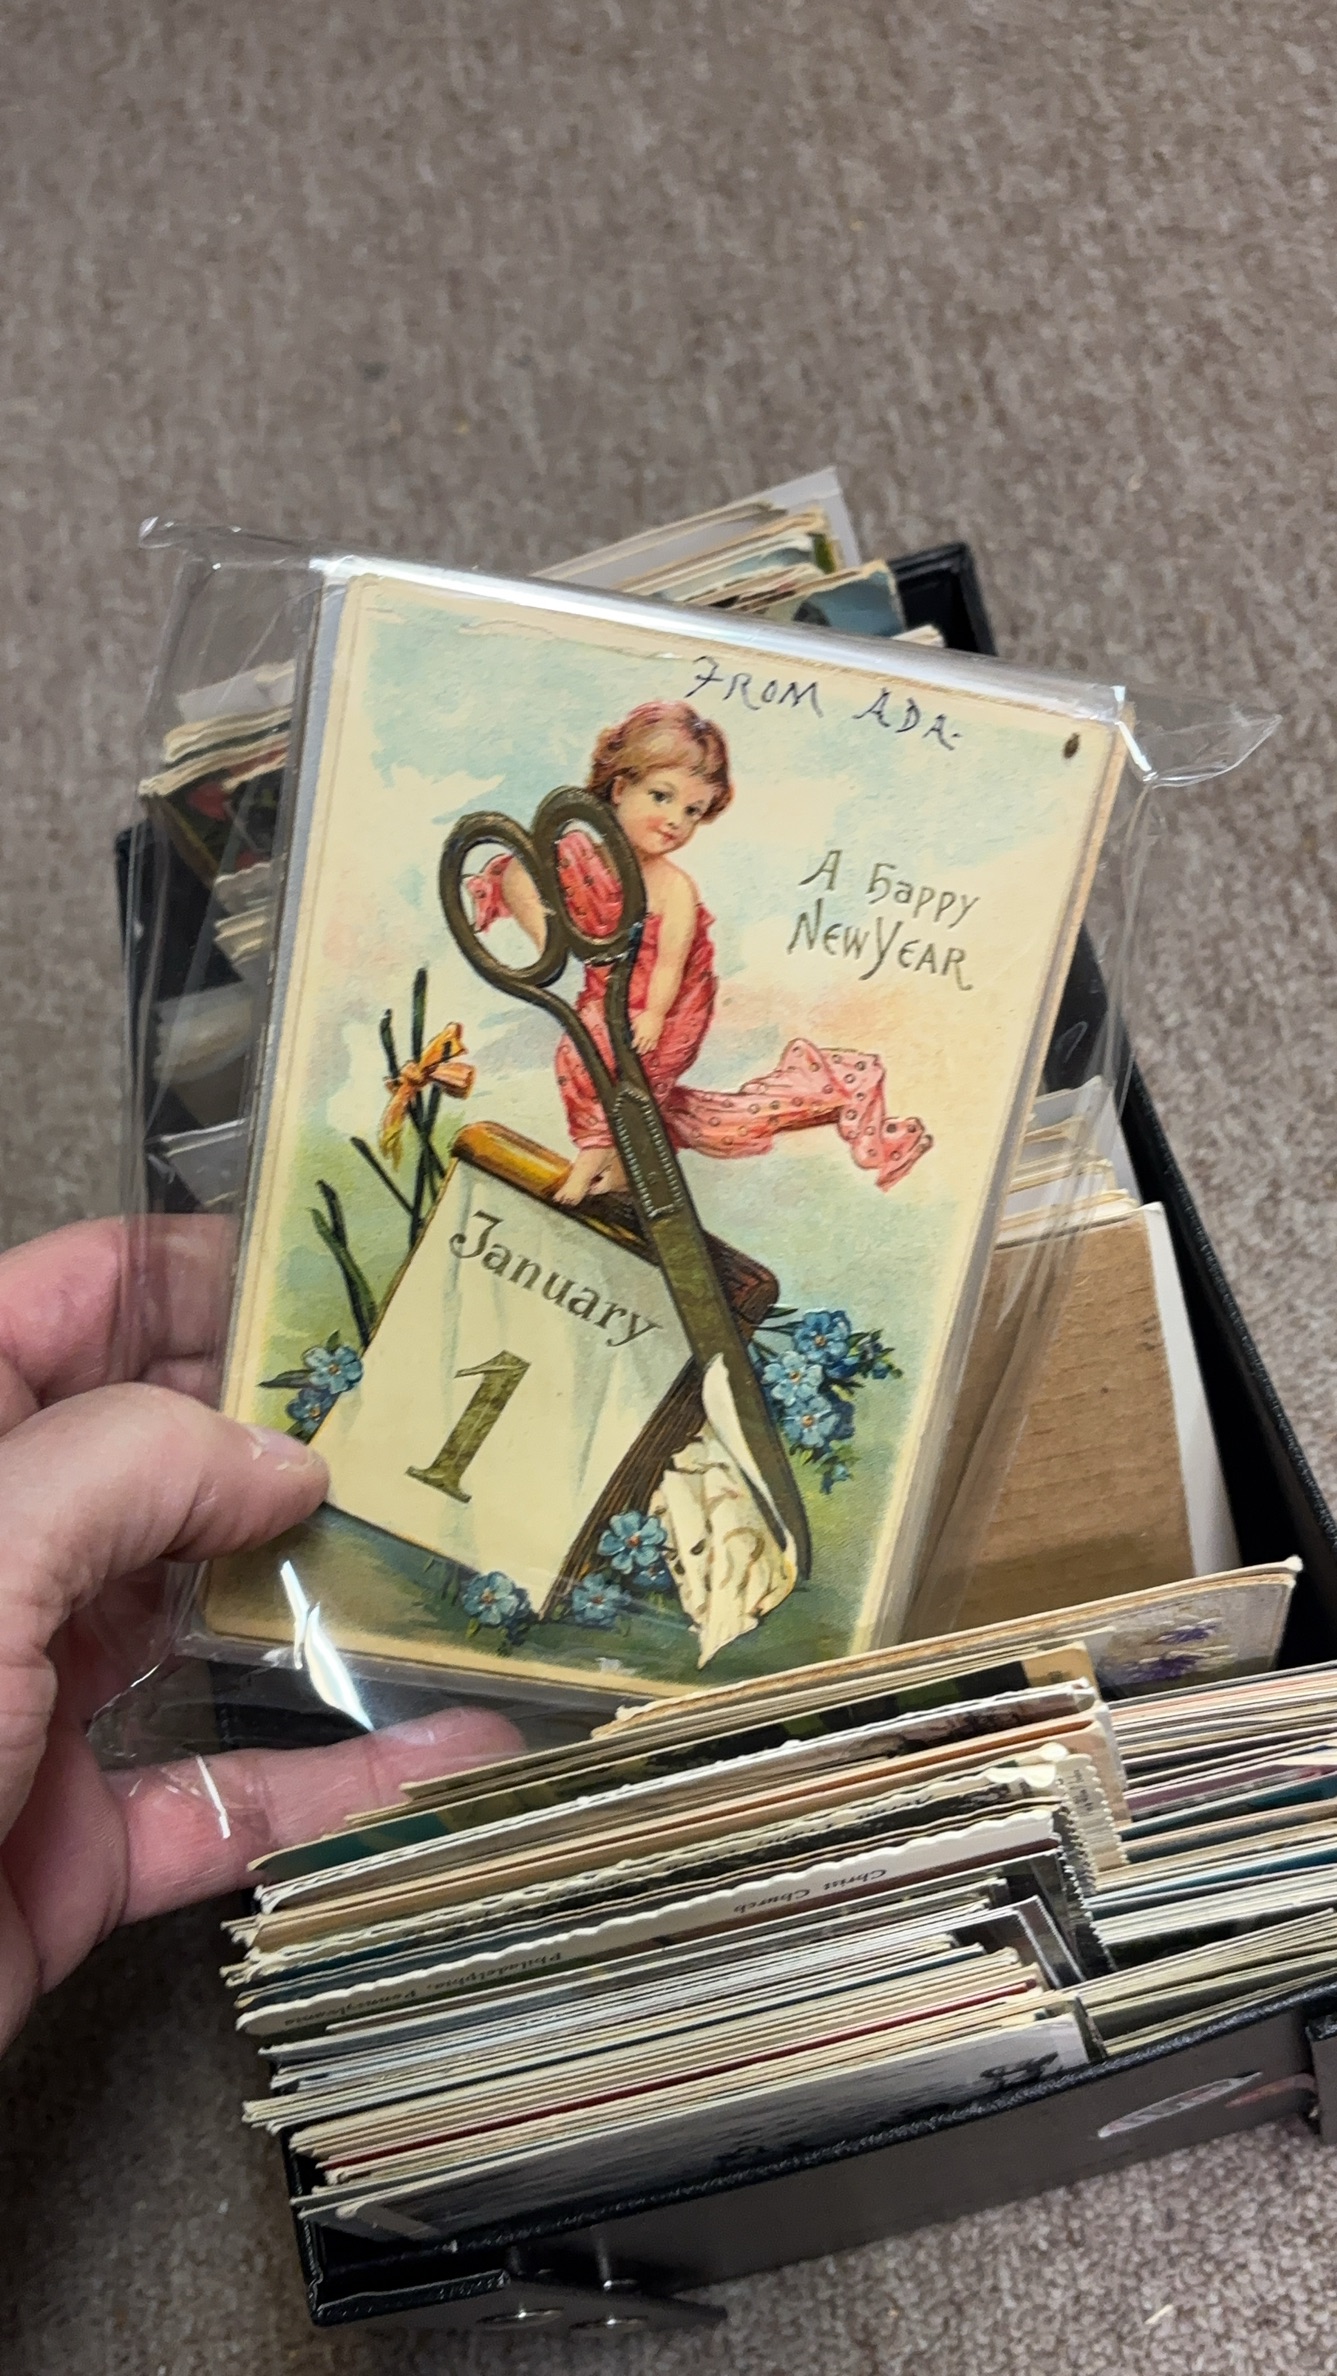 FROM ADA-
A happy
New Year
January
1
Christ Church
Philadelphia, Pennsylvania